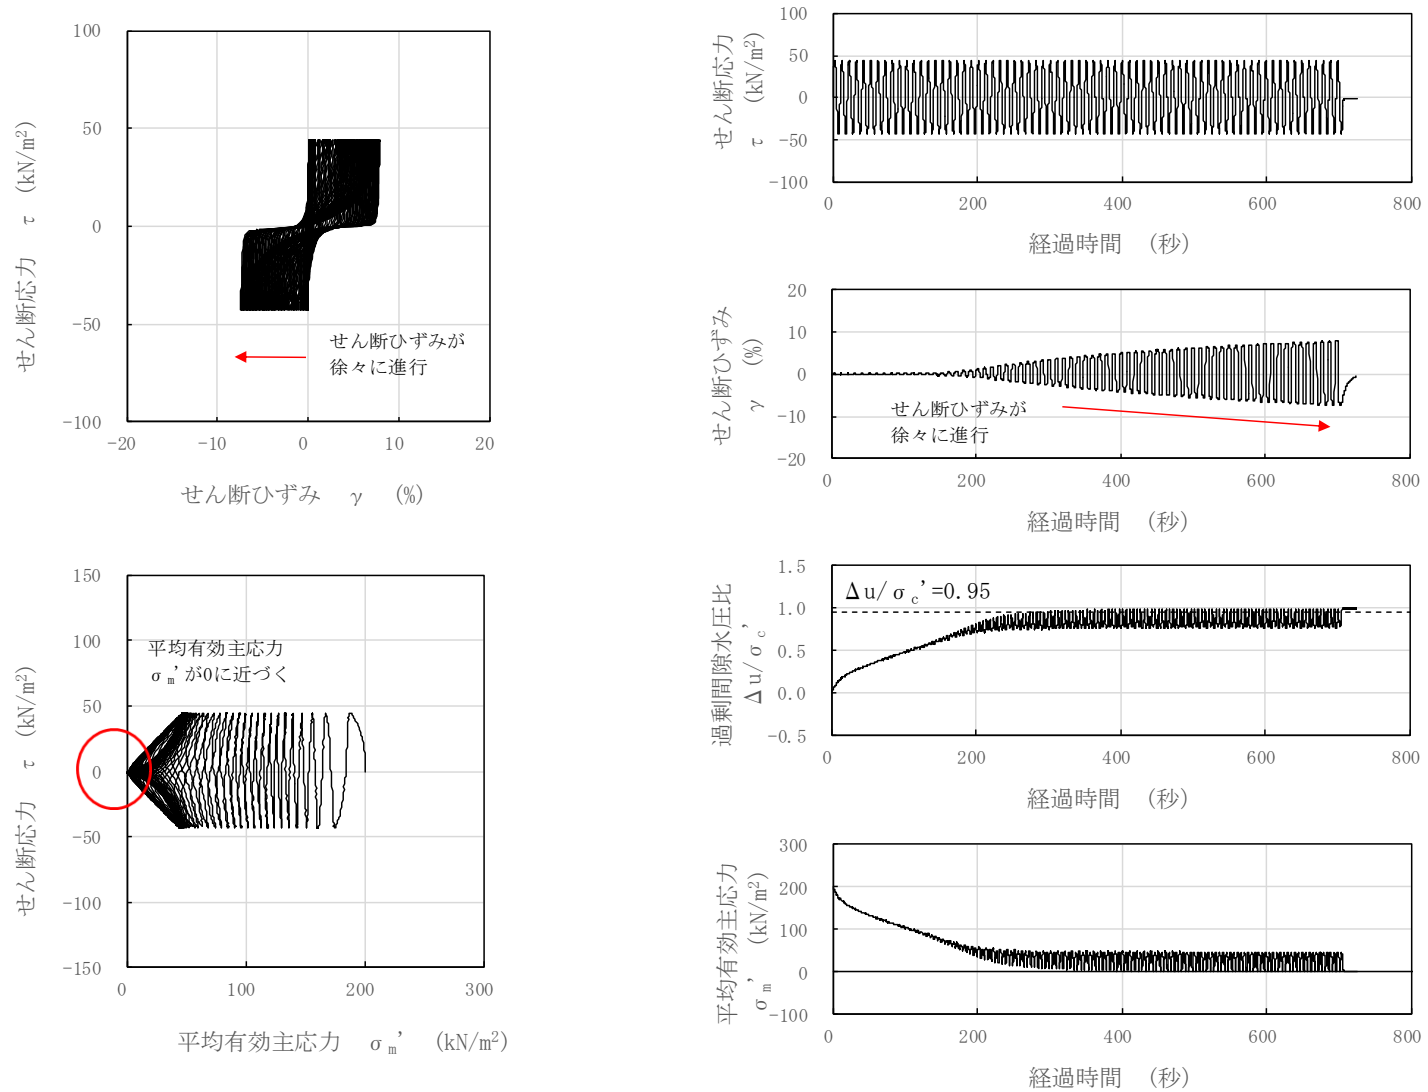 100
50
0
-50
-100
-20
-10
0
10
20
せん断応力 τ (kN/m²)
せん断ひずみ γ (%)
せん断ひずみが
徐々に進行
100
50
0
-50
-100
0
200
400
600
800
せん断応力
τ (kN/m²)
経過時間 (秒)
20
10
0
-10
-20
0
200
400
600
800
せん断ひずみ
γ (%)
せん断ひずみが
徐々に進行
経過時間 (秒)
150
100
50
0
-50
-100
-150
0
100
200
300
せん断応力 τ (kN/m²)
平均有効主応力
σm'が0に近づく
平均有効主応力 σm' (kN/m²)
1.5
1.0
0.5
0.0
-0.5
0
200
400
600
800
過剰間隙水圧比
Δu/σc'
Δu/σc'=0.95
経過時間 (秒)
300
200
100
0
-100
0
200
400
600
800
平均有効主応力
σm' (kN/m²)
経過時間 (秒)